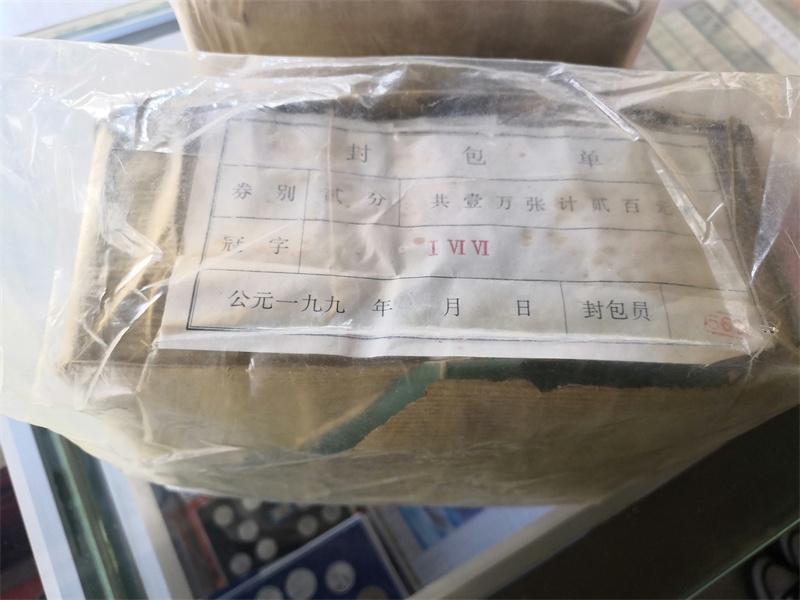 封包单
券别 贰分 共壹万张计贰百元
冠字 I VI VI
公元一九九 年 月 日 封包员